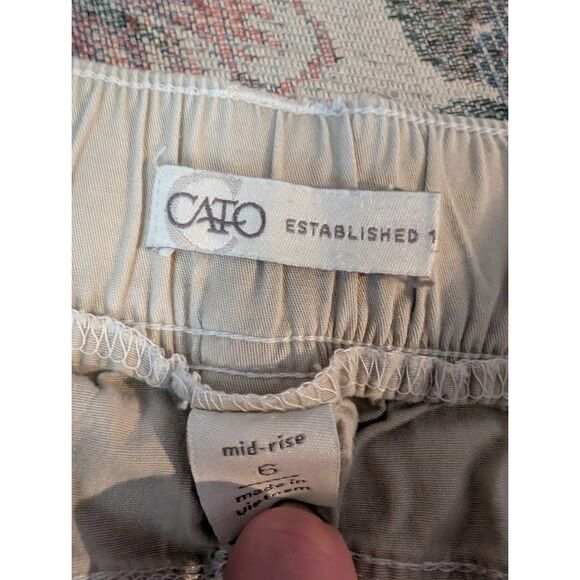 CATO ESTABLISHED 1
mid-rise
6
made in
Vietnam